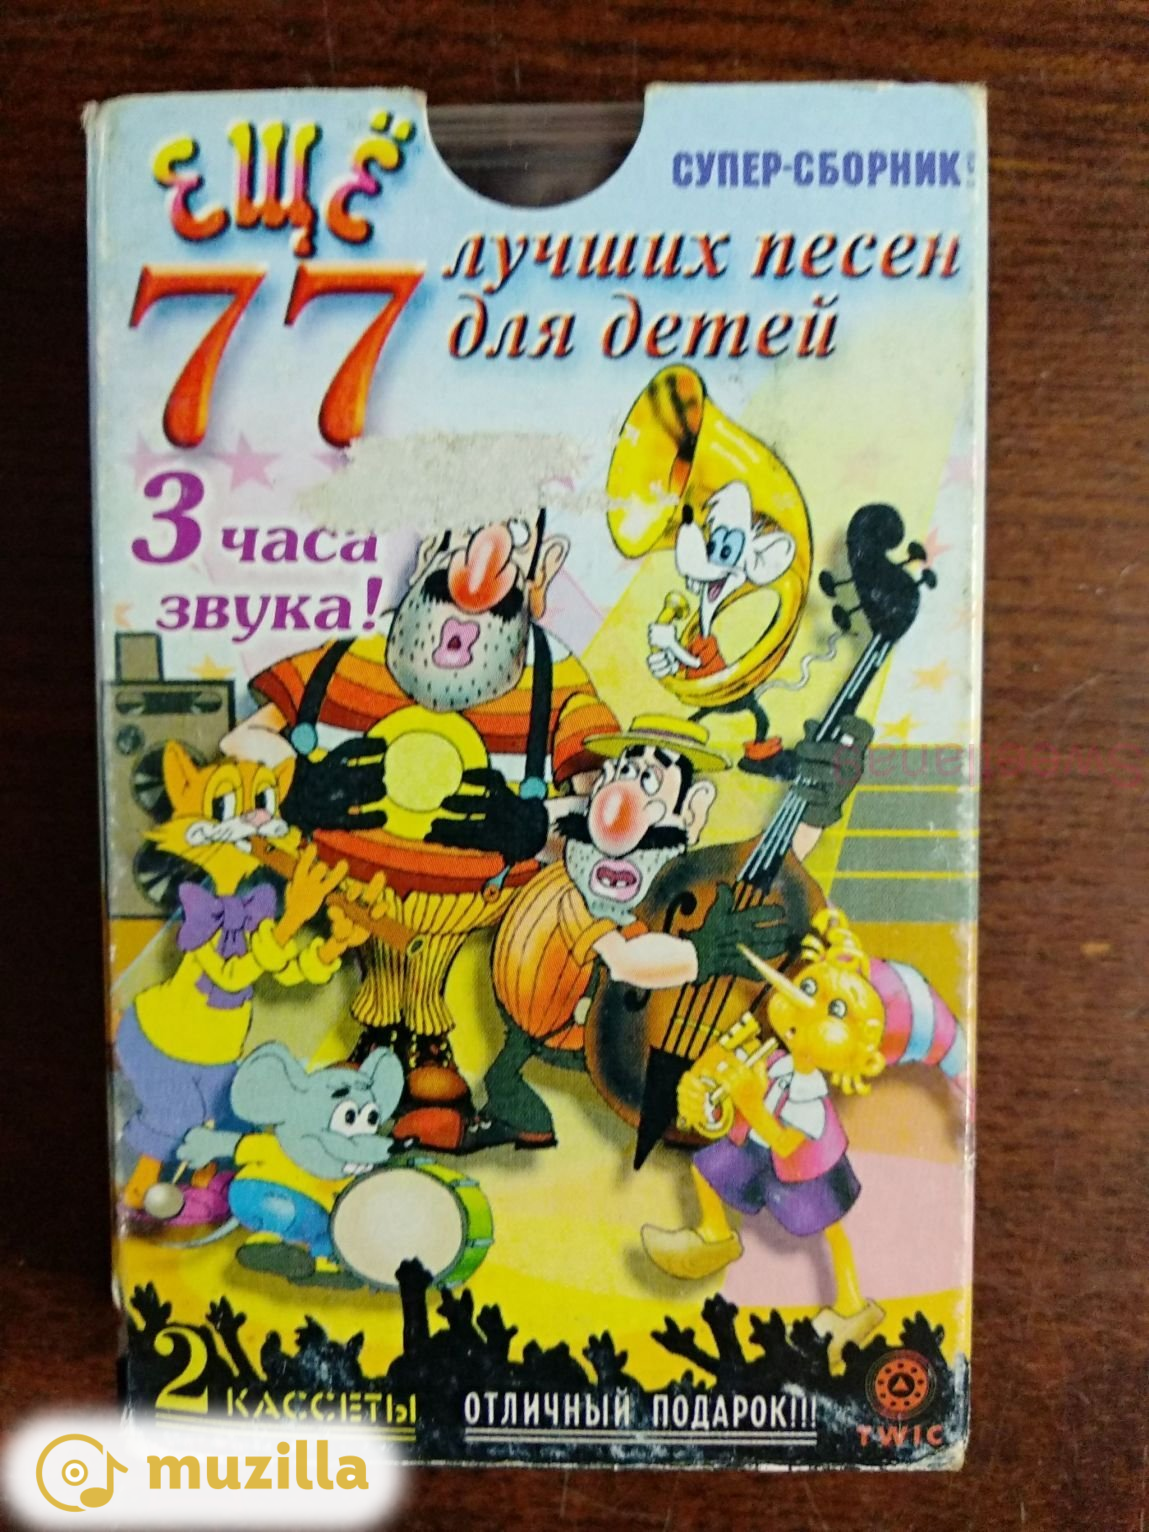 ЕЩЁ
СУПЕР-СБОРНИК!
77
лучших песен
для детей
3 часа
звука!
2 КАССЕТЫ
ОТЛИЧНЫЙ ПОДАРОК!!!
TWIC
muzilla